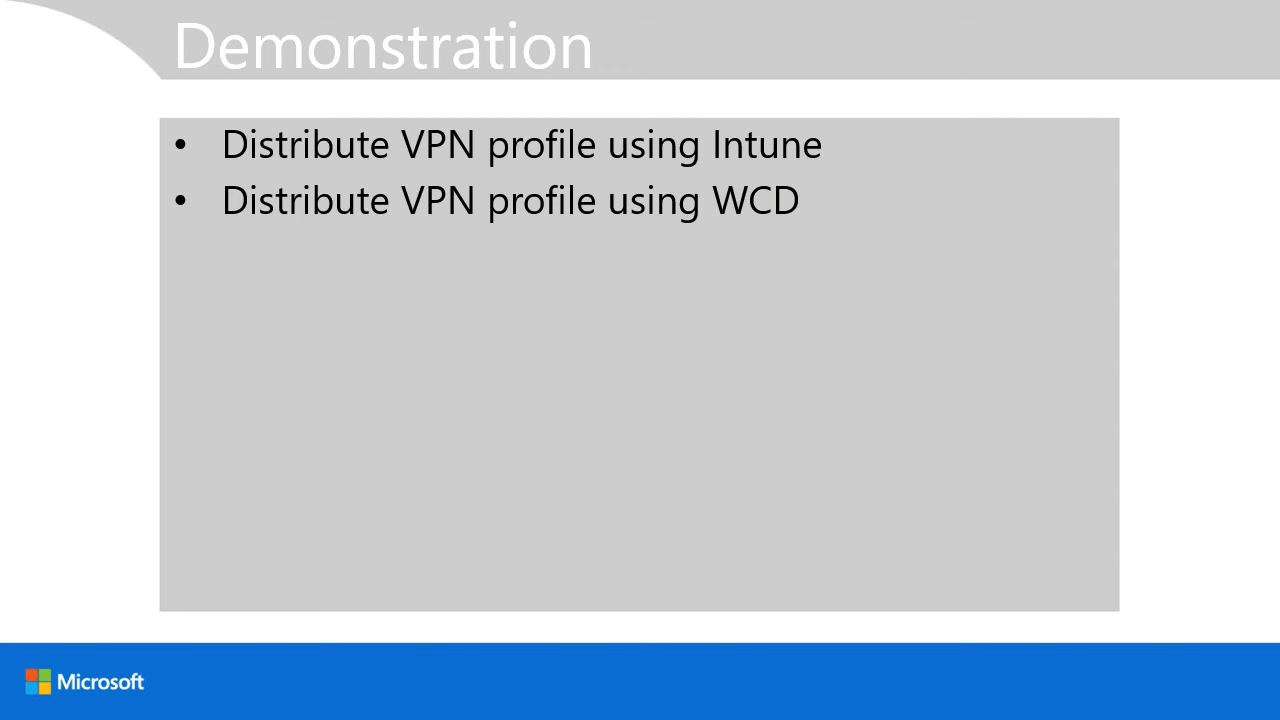 Demonstration
• Distribute VPN profile using Intune
• Distribute VPN profile using WCD
Microsoft